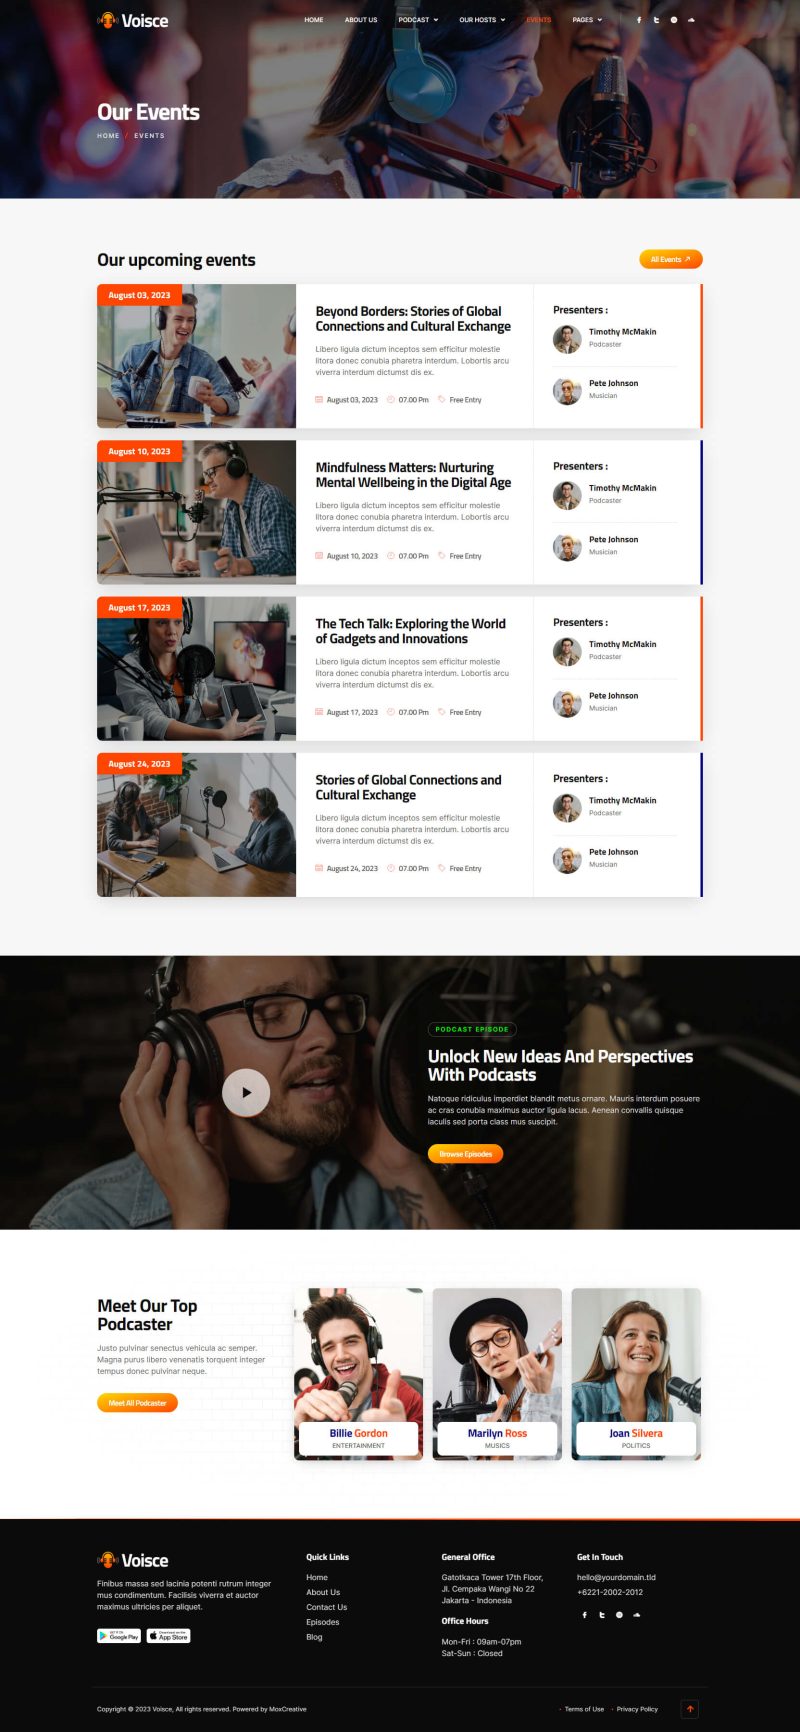 Voisce
HOME
ABOUT US
PODCAST
OUR HOSTS
EVENTS
PAGES
Our Events
HOME / EVENTS
Our upcoming events
All Events
August 03, 2023
Beyond Borders: Stories of Global
Connections and Cultural Exchange
Libero ligula dictum inceptos sem efficitur molestie
litora donec conubia pharetra interdum. Lobortis arcu
viverra interdum dictumst dis ex.
August 03, 2023
07.00 Pm
Free Entry
Presenters :
Timothy McMakin
Podcaster
Pete Johnson
Musician
August 10, 2023
Mindfulness Matters: Nurturing
Mental Wellbeing in the Digital Age
Libero ligula dictum inceptos sem efficitur molestie
litora donec conubia pharetra interdum. Lobortis arcu
viverra interdum dictumst dis ex.
August 10, 2023
07.00 Pm
Free Entry
Presenters :
Timothy McMakin
Podcaster
Pete Johnson
Musician
August 17, 2023
The Tech Talk: Exploring the World
of Gadgets and Innovations
Libero ligula dictum inceptos sem efficitur molestie
litora donec conubia pharetra interdum. Lobortis arcu
viverra interdum dictumst dis ex.
August 17, 2023
07.00 Pm
Free Entry
Presenters :
Timothy McMakin
Podcaster
Pete Johnson
Musician
August 24, 2023
Stories of Global Connections and
Cultural Exchange
Libero ligula dictum inceptos sem efficitur molestie
litora donec conubia pharetra interdum. Lobortis arcu
viverra interdum dictumst dis ex.
August 24, 2023
07.00 Pm
Free Entry
Presenters :
Timothy McMakin
Podcaster
Pete Johnson
Musician
PODCAST EPISODE
Unlock New Ideas And Perspectives
With Podcasts
Natoque ridiculus imperdiet blandit metus ornare. Mauris interdum posuere
ac cras conubia maximus auctor ligula lacus. Aenean convallis quisque
iaculis sed porta class mus suscipit.
Browse Episodes
Meet Our Top
Podcaster
Justo pulvinar senectus vehicula ac semper.
Magna purus libero venenatis torquent integer
tempus donec pulvinar neque.
Meet All Podcaster
Billie Gordon
ENTERTAINMENT
Marilyn Ross
MUSICS
Joan Silvera
POLITICS
Voisce
Finibus massa sed lacinia potenti rutrum integer
mus condimentum. Facilisis viverra et auctor
maximus ultricies per aliquet.
GET IT ON
Google Play
Download on the
App Store
Quick Links
Home
About Us
Contact Us
Episodes
Blog
General Office
Gatotkaca Tower 17th Floor,
Jl. Cempaka Wangi No 22
Jakarta - Indonesia
Office Hours
Mon-Fri : 09am-07pm
Sat-Sun : Closed
Get In Touch
hello@yourdomain.tld
+6221-2002-2012
Copyright © 2023 Voisce, All rights reserved. Powered by MoxCreative
Terms of Use
Privacy Policy